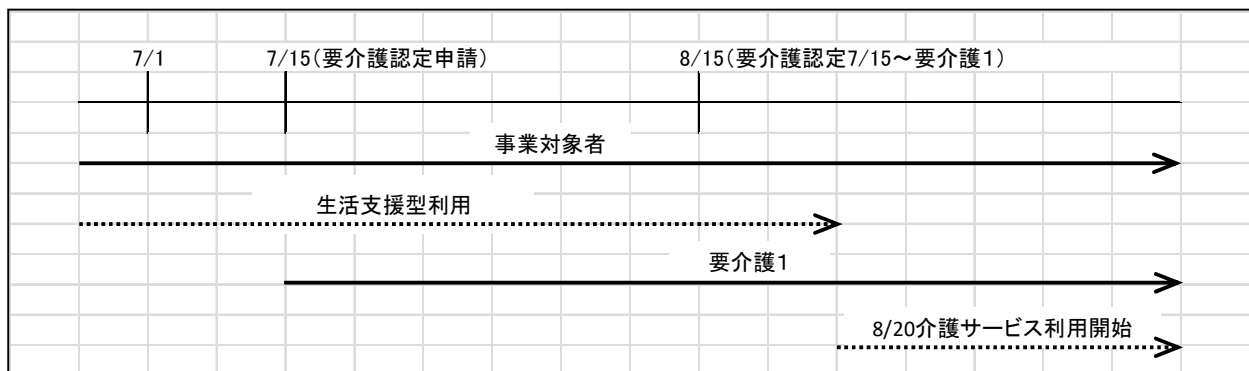 7/1 7/15(要介護認定申請) 8/15(要介護認定7/15～要介護1)
事業対象者
生活支援型利用
要介護1
8/20介護サービス利用開始